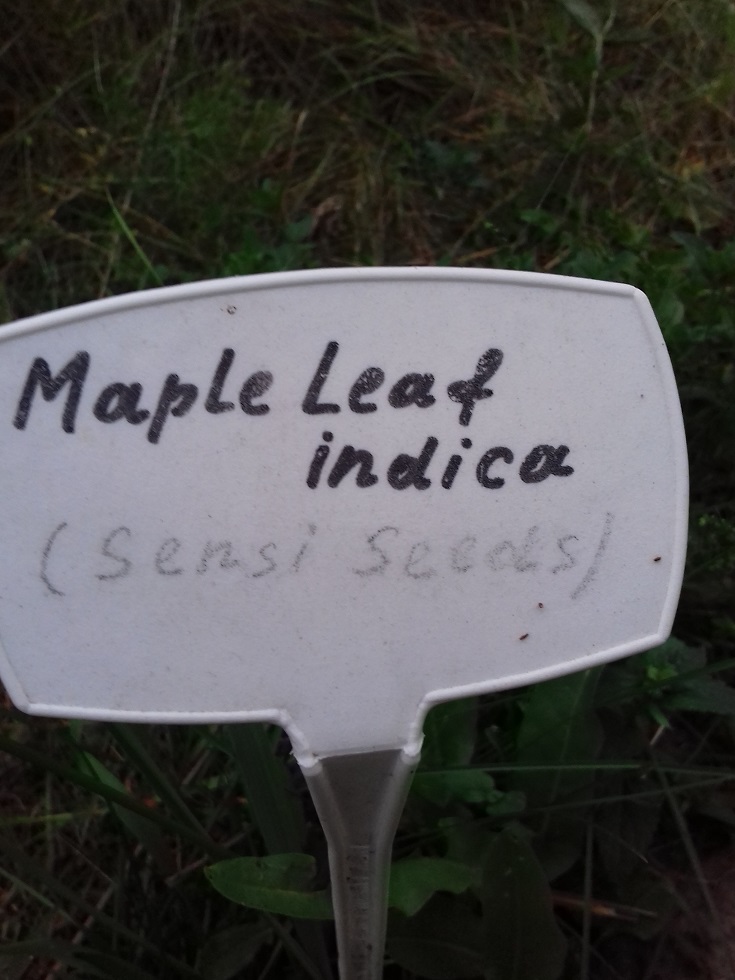 Maple Leaf
indica
(Sensi Seeds)